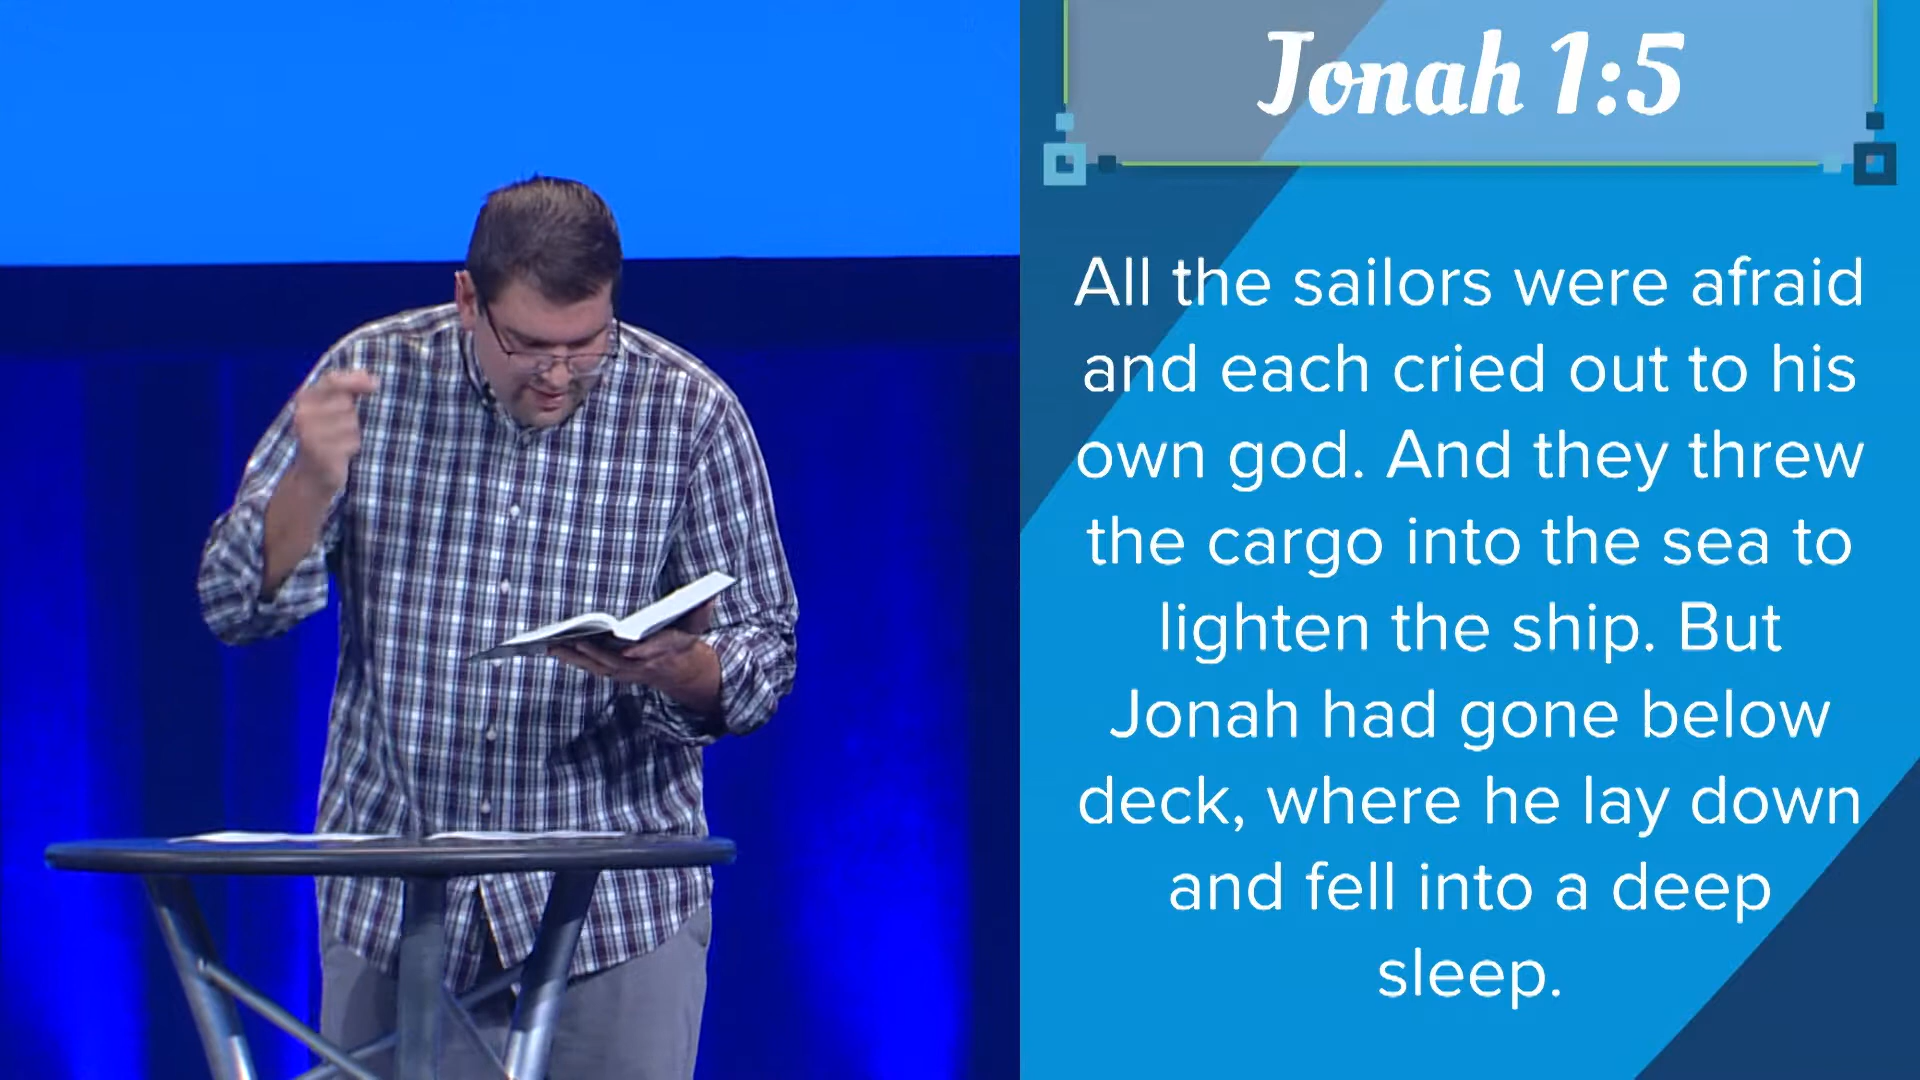 Jonah 1:5
All the sailors were afraid
and each cried out to his
own god. And they threw
the cargo into the sea to
lighten the ship. But
Jonah had gone below
deck, where he lay down
and fell into a deep
sleep.